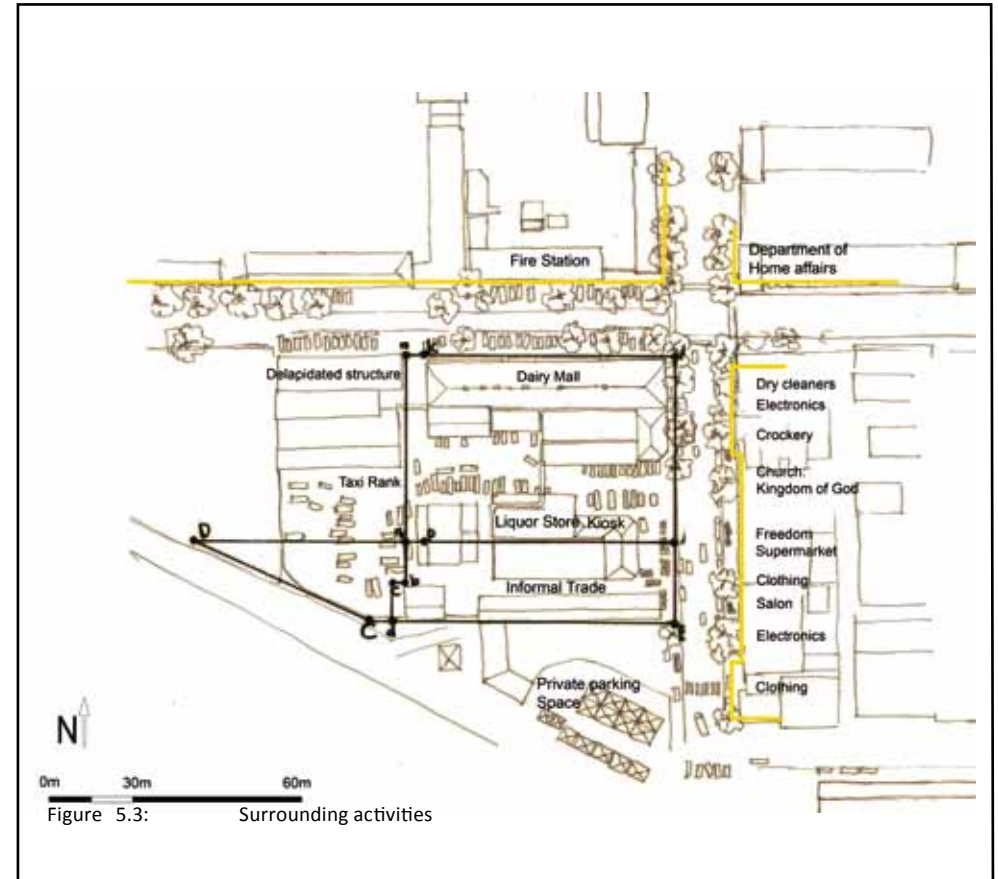 Fire Station
Department of
Home affairs
Delapidated structure
Dairy Mall
Dry cleaners
Electronics
Crockery
Church:
Kingdom of God
Taxi Rank
Liquor Store
Kiosk
Freedom
Supermarket
Clothing
Informal Trade
Salon
Electronics
Clothing
Private parking
Space
D
C
N
0m 30m 60m
Figure 5.3: Surrounding activities